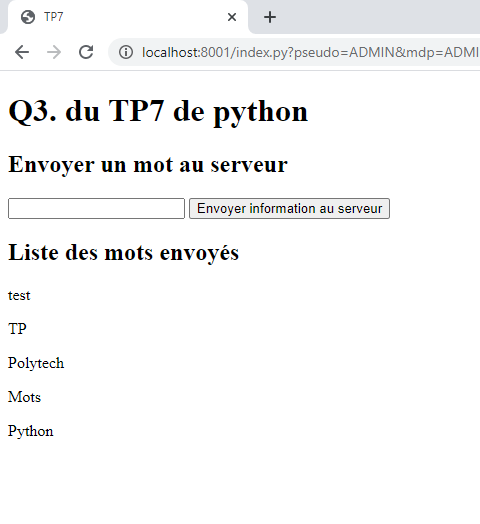 TP7
localhost:8001/index.py?pseudo=ADMIN&mdp=ADMI
Q3. du TP7 de python
Envoyer un mot au serveur
Envoyer information au serveur
Liste des mots envoyés
test
TP
Polytech
Mots
Python